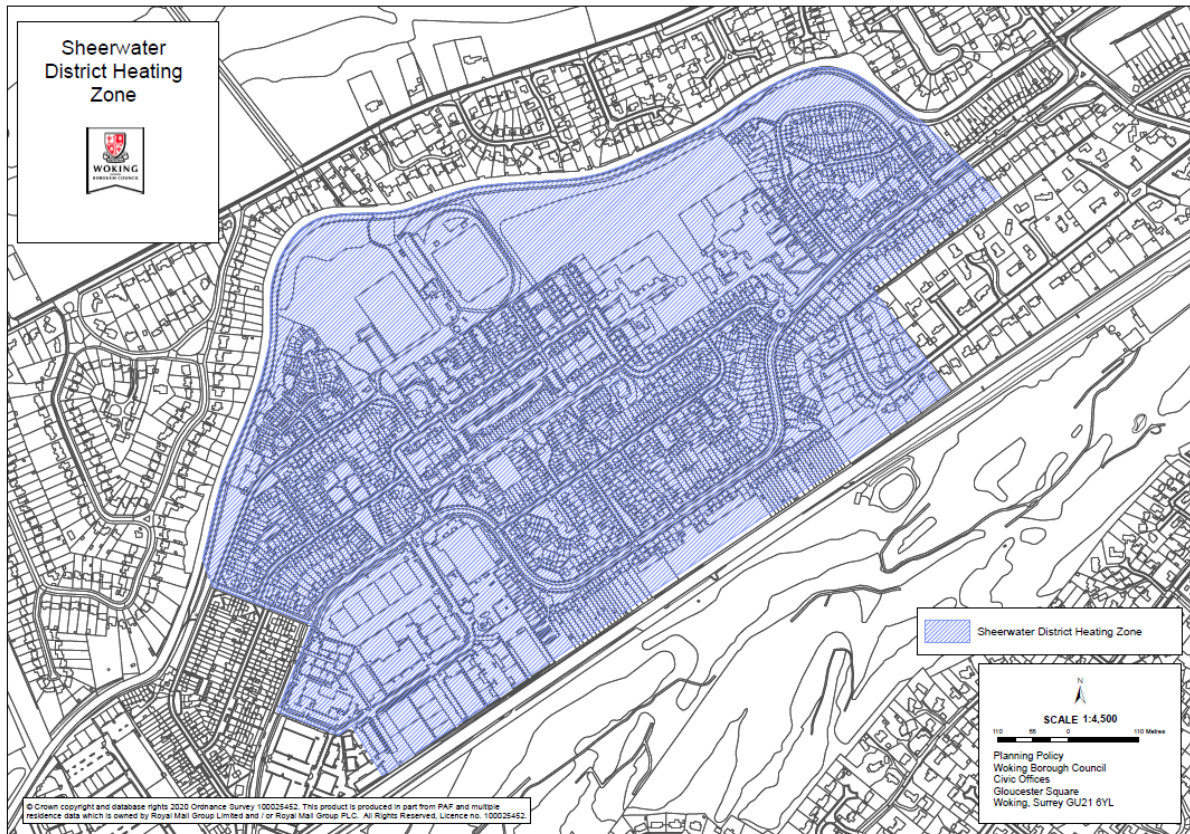 Sheerwater
District Heating
Zone
WOKING
BOROUGH COUNCIL
Sheerwater District Heating Zone
N
SCALE 1:4,500
110 55 0 110 Metres
Planning Policy
Woking Borough Council
Civic Offices
Gloucester Square
Woking, Surrey GU21 6YL
© Crown copyright and database rights 2020 Ordnance Survey 100025452. This product is produced in part from PAF and multiple
residence data which is owned by Royal Mail Group Limited and / or Royal Mail Group PLC. All Rights Reserved, Licence no. 100025452.